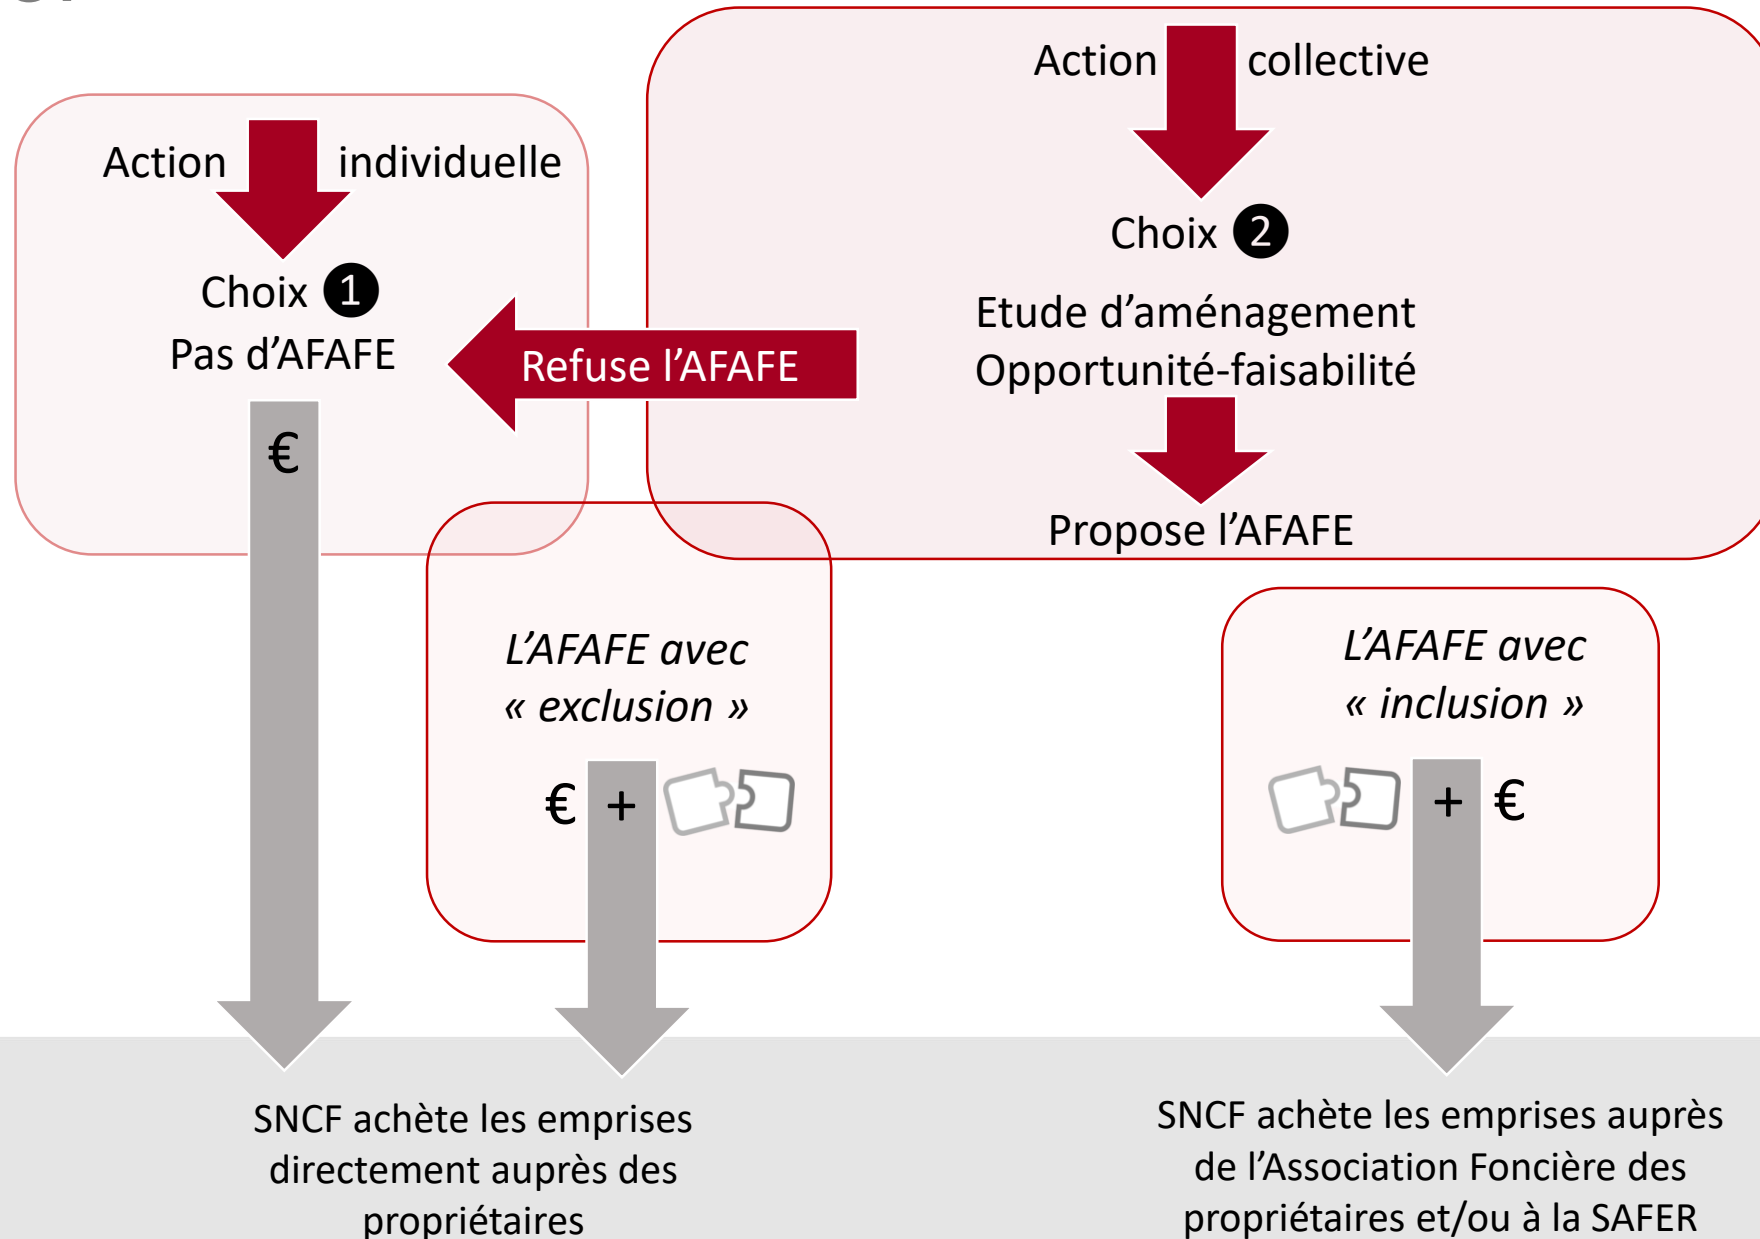 Action collective
Action individuelle
Choix ❷
Choix ❶
Pas d’AFAFE
Etude d’aménagement
Opportunité-faisabilité
Refuse l’AFAFE
€
Propose l’AFAFE
L’AFAFE avec
« exclusion »
€ +
L’AFAFE avec
« inclusion »
+ €
SNCF achète les emprises
directement auprès des
propriétaires
SNCF achète les emprises auprès
de l’Association Foncière des
propriétaires et/ou à la SAFER